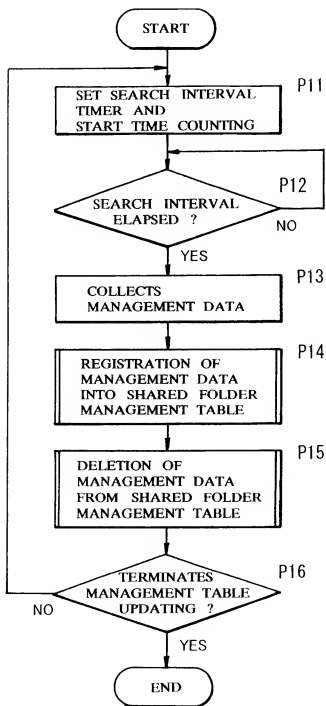 START
P11
SET SEARCH INTERVAL
TIMER AND
START TIME COUNTING
P12
SEARCH INTERVAL
ELAPSED ?
NO
YES
P13
COLLECTS
MANAGEMENT DATA
P14
REGISTRATION OF
MANAGEMENT DATA
INTO SHARED FOLDER
MANAGEMENT TABLE
P15
DELETION OF
MANAGEMENT DATA
FROM SHARED FOLDER
MANAGEMENT TABLE
P16
TERMINATES
MANAGEMENT TABLE
UPDATING ?
NO
YES
END